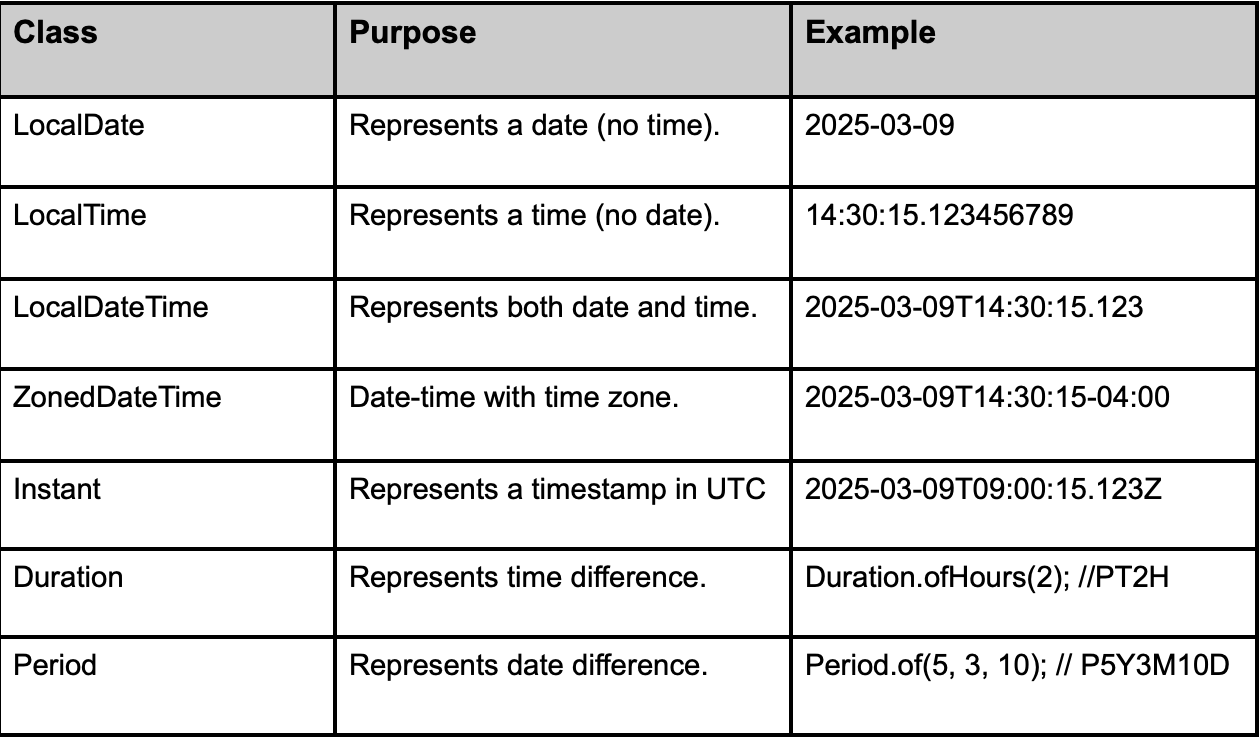 Class Purpose Example
LocalDate Represents a date (no time). 2025-03-09
LocalTime Represents a time (no date). 14:30:15.123456789
LocalDateTime Represents both date and time. 2025-03-09T14:30:15.123
ZonedDateTime Date-time with time zone. 2025-03-09T14:30:15-04:00
Instant Represents a timestamp in UTC 2025-03-09T09:00:15.123Z
Duration Represents time difference. Duration.ofHours(2); //PT2H
Period Represents date difference. Period.of(5, 3, 10); // P5Y3M10D